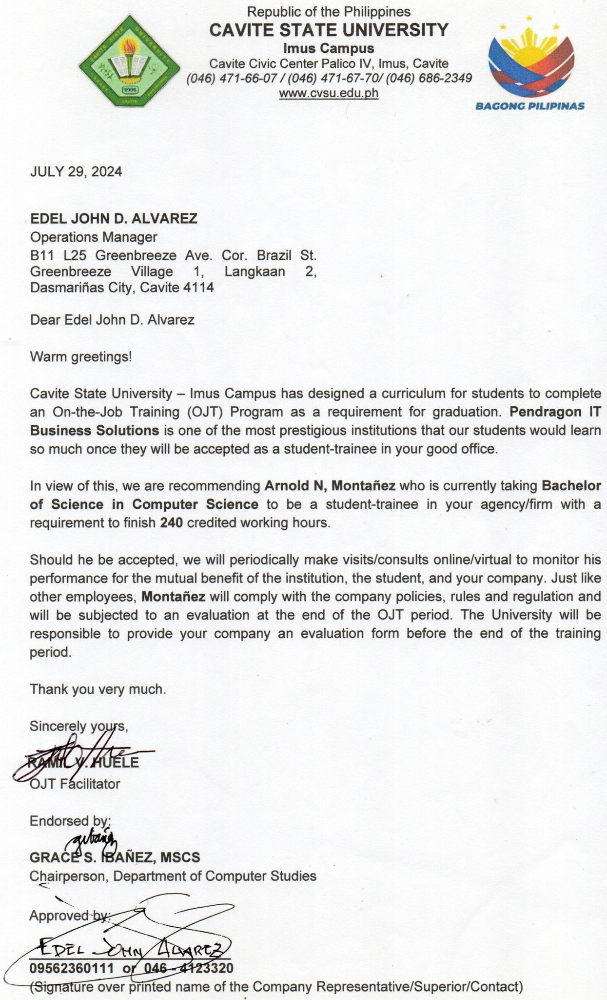 Republic of the Philippines
CAVITE STATE UNIVERSITY
Imus Campus
Cavite Civic Center Palico IV, Imus, Cavite
(046) 471-66-07 / (046) 471-67-70/ (046) 686-2349
www.cvsu.edu.ph
CAVITE STATE UNIVERSITY
1906
CAVITE
PHILIPPINES
BAGONG PILIPINAS
JULY 29, 2024
EDEL JOHN D. ALVAREZ
Operations Manager
B11 L25 Greenbreeze Ave. Cor. Brazil St.
Greenbreeze Village 1, Langkaan 2,
Dasmariñas City, Cavite 4114
Dear Edel John D. Alvarez
Warm greetings!
Cavite State University – Imus Campus has designed a curriculum for students to complete
an On-the-Job Training (OJT) Program as a requirement for graduation. Pendragon IT
Business Solutions is one of the most prestigious institutions that our students would learn
so much once they will be accepted as a student-trainee in your good office.
In view of this, we are recommending Arnold N, Montañez who is currently taking Bachelor
of Science in Computer Science to be a student-trainee in your agency/firm with a
requirement to finish 240 credited working hours.
Should he be accepted, we will periodically make visits/consults online/virtual to monitor his
performance for the mutual benefit of the institution, the student, and your company. Just like
other employees, Montañez will comply with the company policies, rules and regulation and
will be subjected to an evaluation at the end of the OJT period. The University will be
responsible to provide your company an evaluation form before the end of the training
period.
Thank you very much.
Sincerely yours,
V. HUELE
OJT Facilitator
Endorsed by:
GRACE S. IBAÑEZ, MSCS
Chairperson, Department of Computer Studies
Approved by:
EDEL JOHN ALVAREZ
09562360111 or 046 - 4123320
(Signature over printed name of the Company Representative/Superior/Contact)